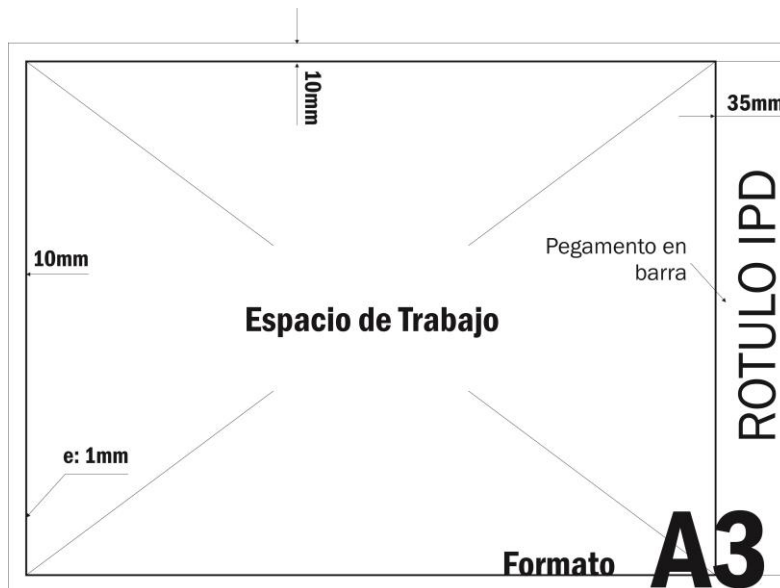 10mm
35mm
ROTULO IPD
Pegamento en
barra
10mm
Espacio de Trabajo
e: 1mm
Formato A3